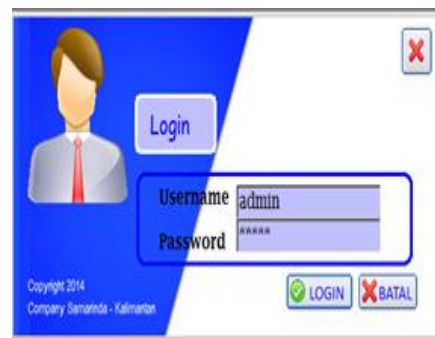 Login
Username admin
Password *****
Copyright 2014
Company Samarinda - Kalimantan
LOGIN BATAL